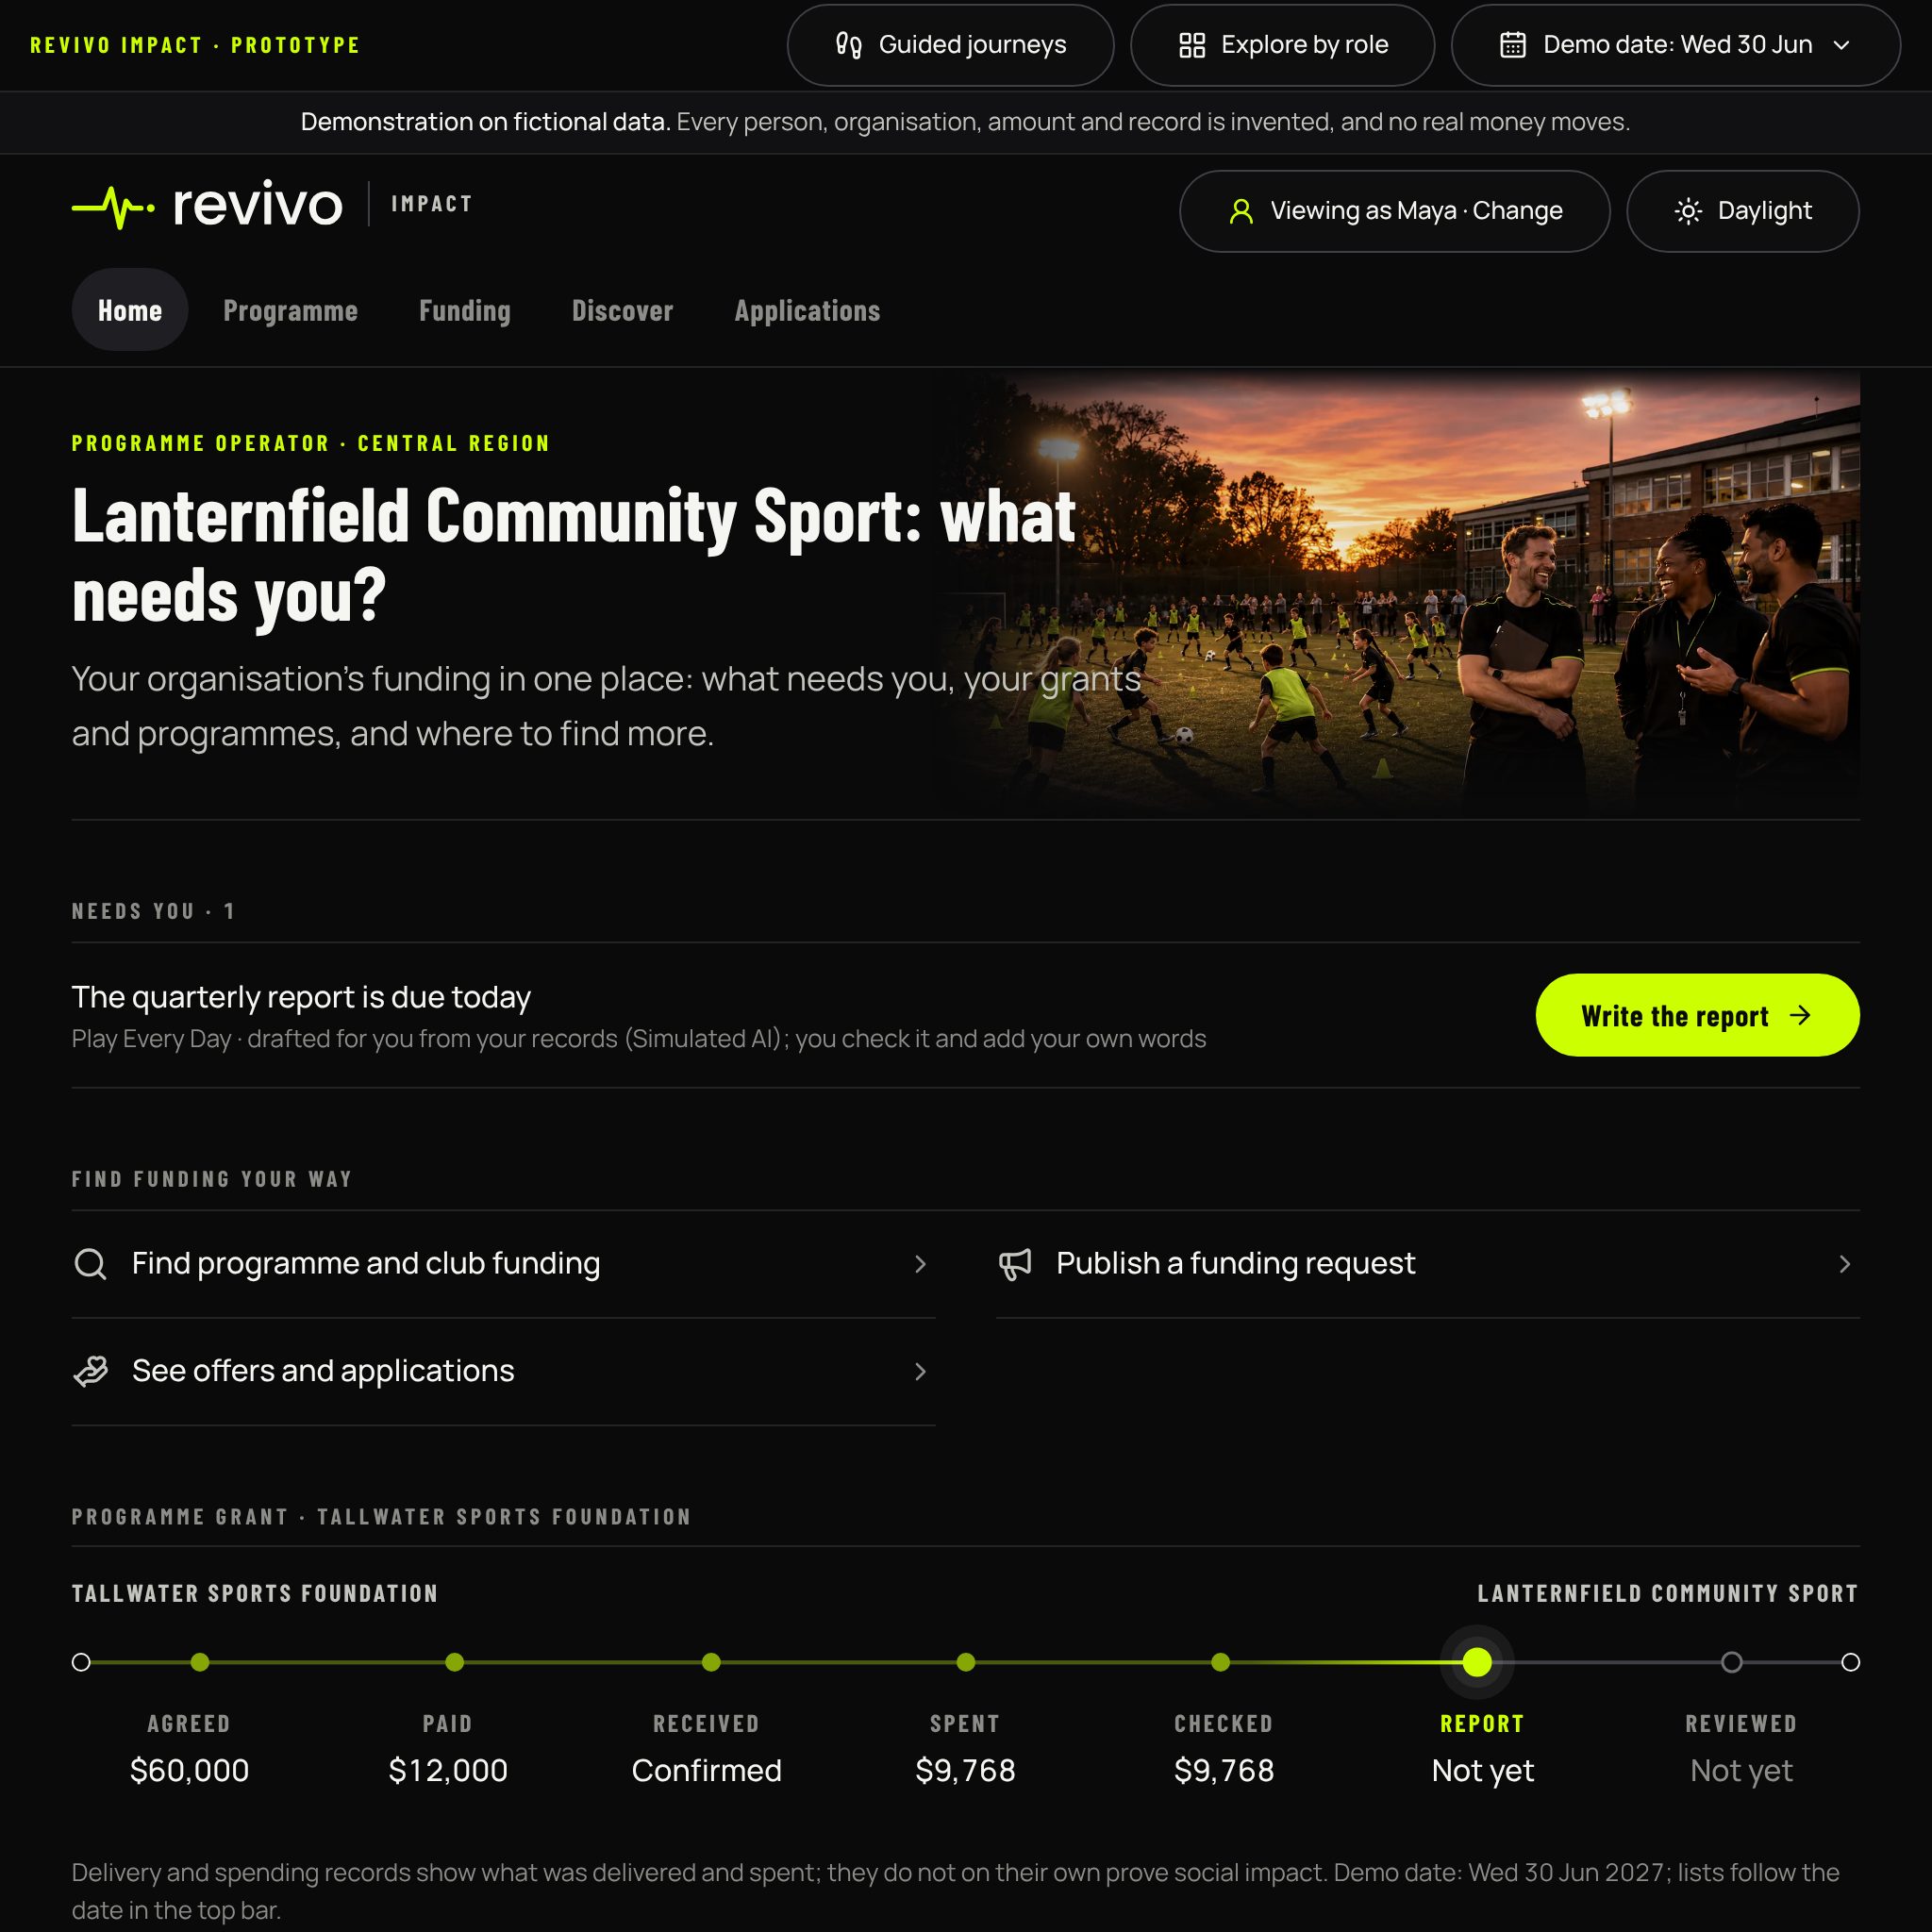 REVIVO IMPACT · PROTOTYPE
Guided journeys
Explore by role
Demo date: Wed 30 Jun
Demonstration on fictional data. Every person, organisation, amount and record is invented, and no real money moves.
revivo
IMPACT
Viewing as Maya · Change
Daylight
Home
Programme
Funding
Discover
Applications
PROGRAMME OPERATOR · CENTRAL REGION
Lanternfield Community Sport: what
needs you?
Your organisation’s funding in one place: what needs you, your grants
and programmes, and where to find more.
NEEDS YOU · 1
The quarterly report is due today
Play Every Day · drafted for you from your records (Simulated AI); you check it and add your own words
Write the report
FIND FUNDING YOUR WAY
Find programme and club funding
Publish a funding request
See offers and applications
PROGRAMME GRANT · TALLWATER SPORTS FOUNDATION
TALLWATER SPORTS FOUNDATION
LANTERNFIELD COMMUNITY SPORT
AGREED
PAID
RECEIVED
SPENT
CHECKED
REPORT
REVIEWED
$60,000
$12,000
Confirmed
$9,768
$9,768
Not yet
Not yet
Delivery and spending records show what was delivered and spent; they do not on their own prove social impact. Demo date: Wed 30 Jun 2027; lists follow the
date in the top bar.